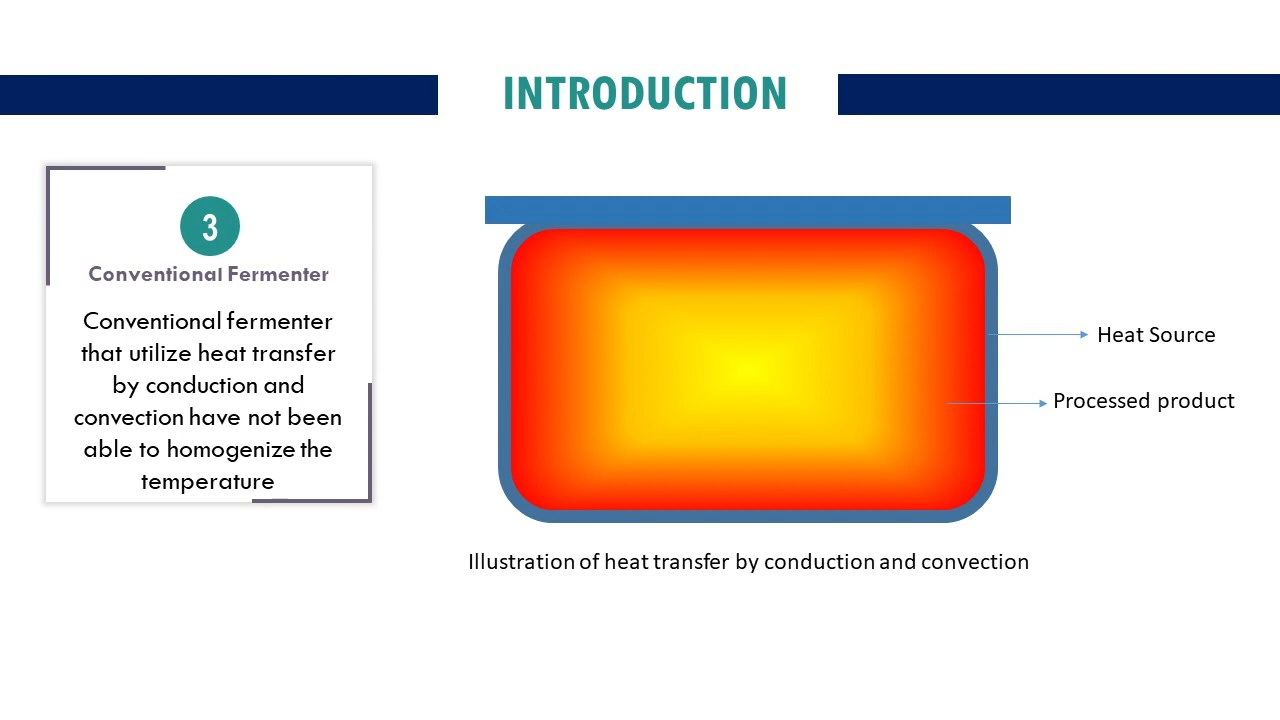 INTRODUCTION
3
Conventional Fermenter
Conventional fermenter
that utilize heat transfer
by conduction and
convection have not been
able to homogenize the
temperature
Heat Source
Processed product
Illustration of heat transfer by conduction and convection